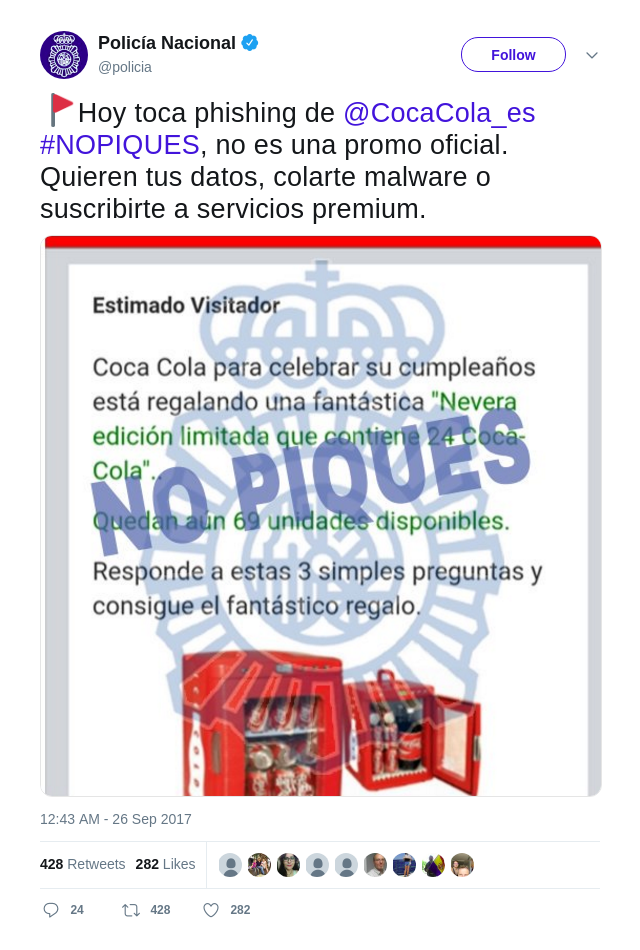 Policía Nacional
@policia
Follow
Hoy toca phishing de @CocaCola_es
#NOPIQUES, no es una promo oficial.
Quieren tus datos, colarte malware o
suscribirte a servicios premium.
Estimado Visitador
Coca Cola para celebrar su cumpleaños
está regalando una fantástica "Nevera
edición limitada que contiene 24 Coca-
Cola"..
NO PIQUES
Quedan aún 69 unidades disponibles.
Responde a estas 3 simples preguntas y
consigue el fantástico regalo.
12:43 AM - 26 Sep 2017
428 Retweets 282 Likes
24 428 282